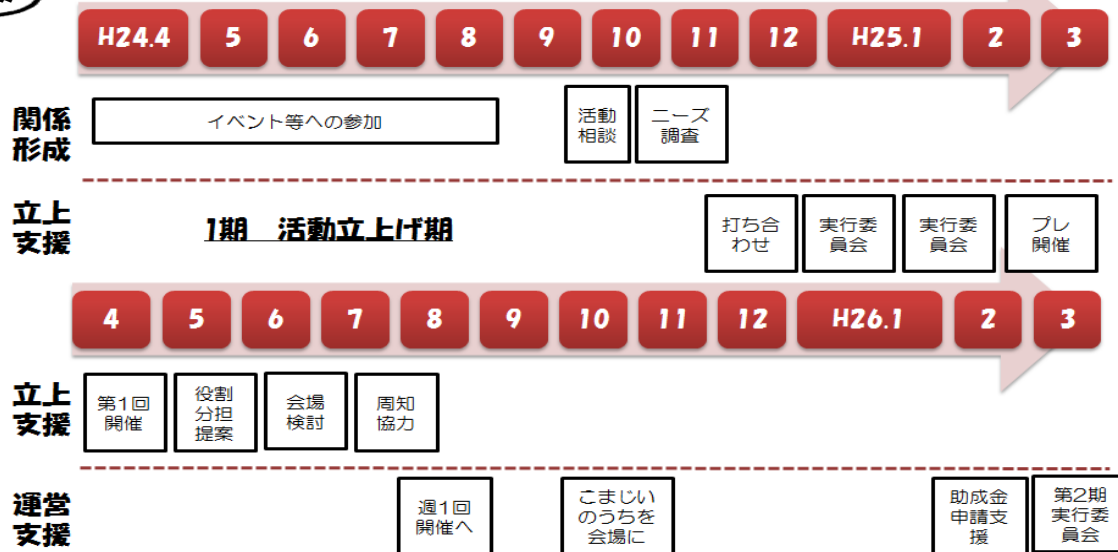 H24.4 5 6 7 8 9 10 11 12 H25.1 2 3
関係
形成
イベント等への参加
活動
相談
ニーズ
調査
立上
支援
1期　活動立上げ期
打ち合
わせ
実行委
員会
実行委
員会
プレ
開催
4 5 6 7 8 9 10 11 12 H26.1 2 3
立上
支援
第1回
開催
役割
分担
提案
会場
検討
周知
協力
運営
支援
週1回
開催へ
こまじい
のうちを
会場に
助成金
申請支
援
第2期
実行委
員会